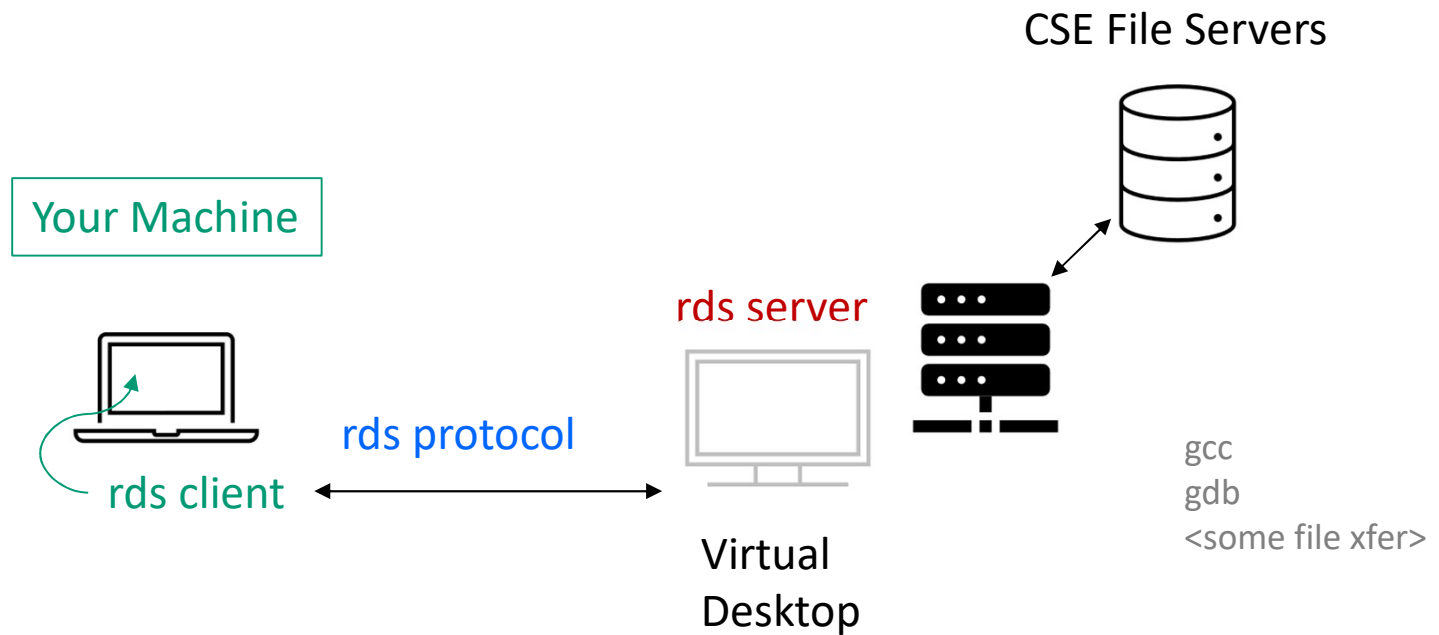 CSE File Servers
Your Machine
rds server
rds protocol
rds client
gcc
gdb
<some file xfer>
Virtual
Desktop